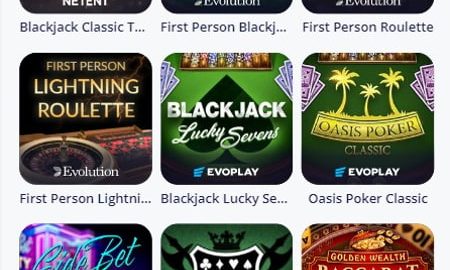 NETENT
Evolution
Evolution
Blackjack Classic T...
First Person Blackj...
First Person Roulette
FIRST PERSON
LIGHTNING
ROULETTE
Evolution
BLACKJACK
Lucky Sevens
EVOPLAY
OASIS POKER
CLASSIC
EVOPLAY
First Person Lightni...
Blackjack Lucky Se...
Oasis Poker Classic
Side Bet
GOLDEN WEALTH
BACCARAT